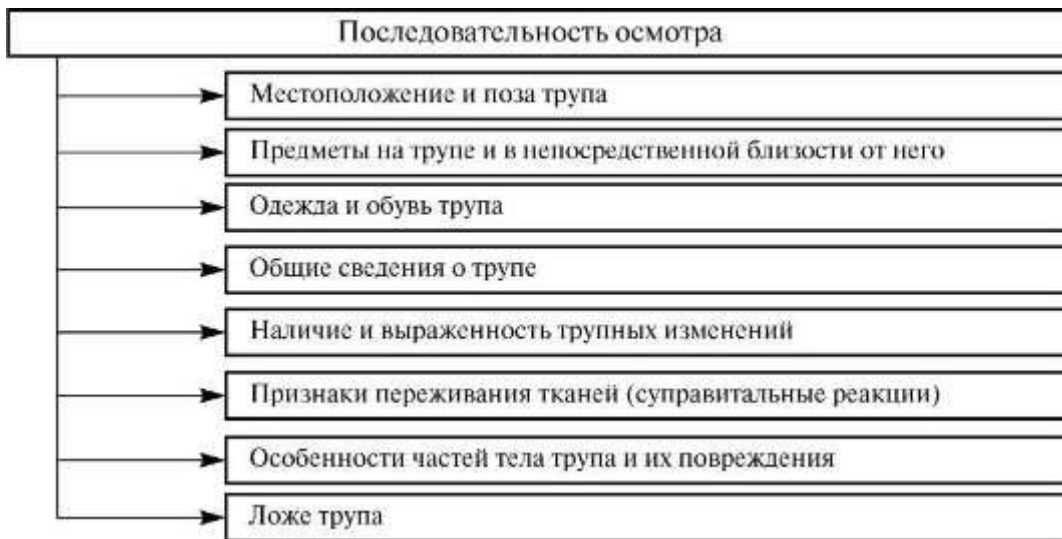 Последовательность осмотра
Местоположение и поза трупа
Предметы на трупе и в непосредственной близости от него
Одежда и обувь трупа
Общие сведения о трупе
Наличие и выраженность трупных изменений
Признаки переживания тканей (суправитальные реакции)
Особенности частей тела трупа и их повреждения
Ложе трупа